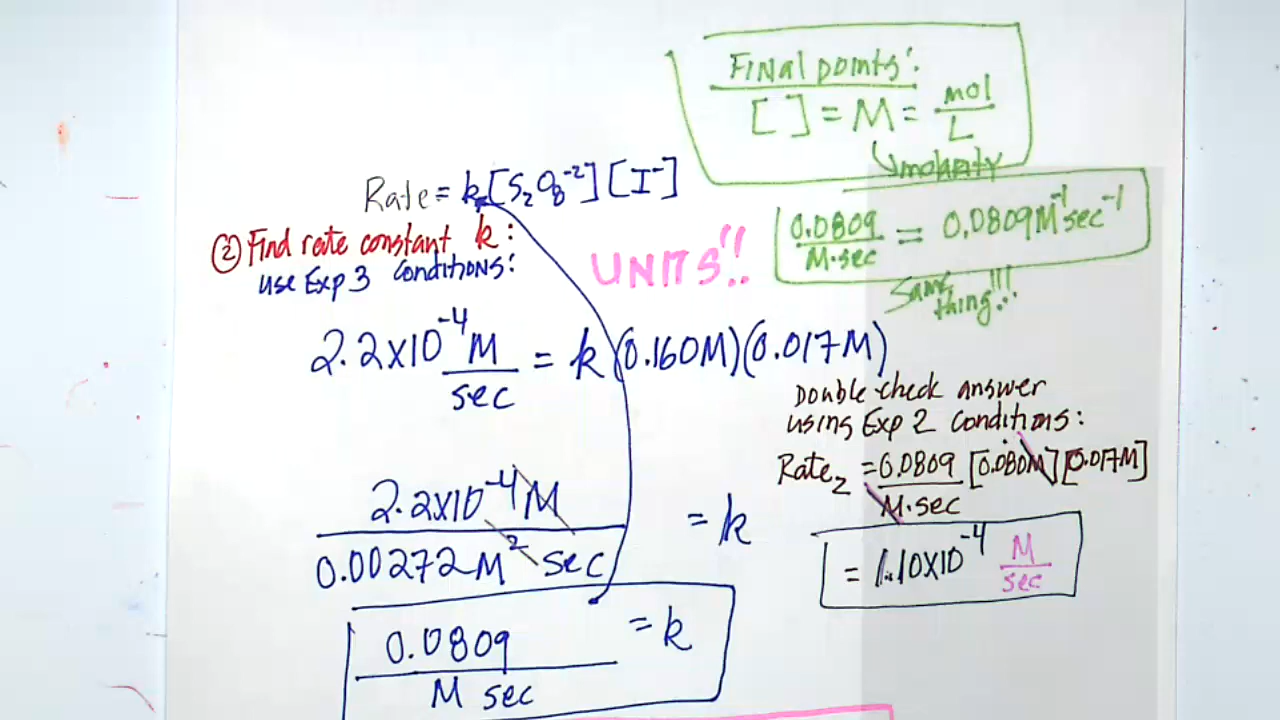 Final points:
[ ] = M = mol/L
molarity
Rate = k[S₂O₈⁻²][I⁻]
② Find rate constant k:
use Exp 3 conditions:
UNITS!!
0.0809/M·sec = 0.0809 M⁻¹ sec⁻¹
Same thing!!!
2.2x10⁻⁴ M/sec = k(0.160M)(0.017M)
2.2x10⁻⁴ M / 0.00272 M² sec = k
0.0809 / M sec = k
Double check answer
using Exp 2 conditions:
Rate₂ = 0.0809/M·sec [0.080M][0.017M]
= 1.10x10⁻⁴ M/sec